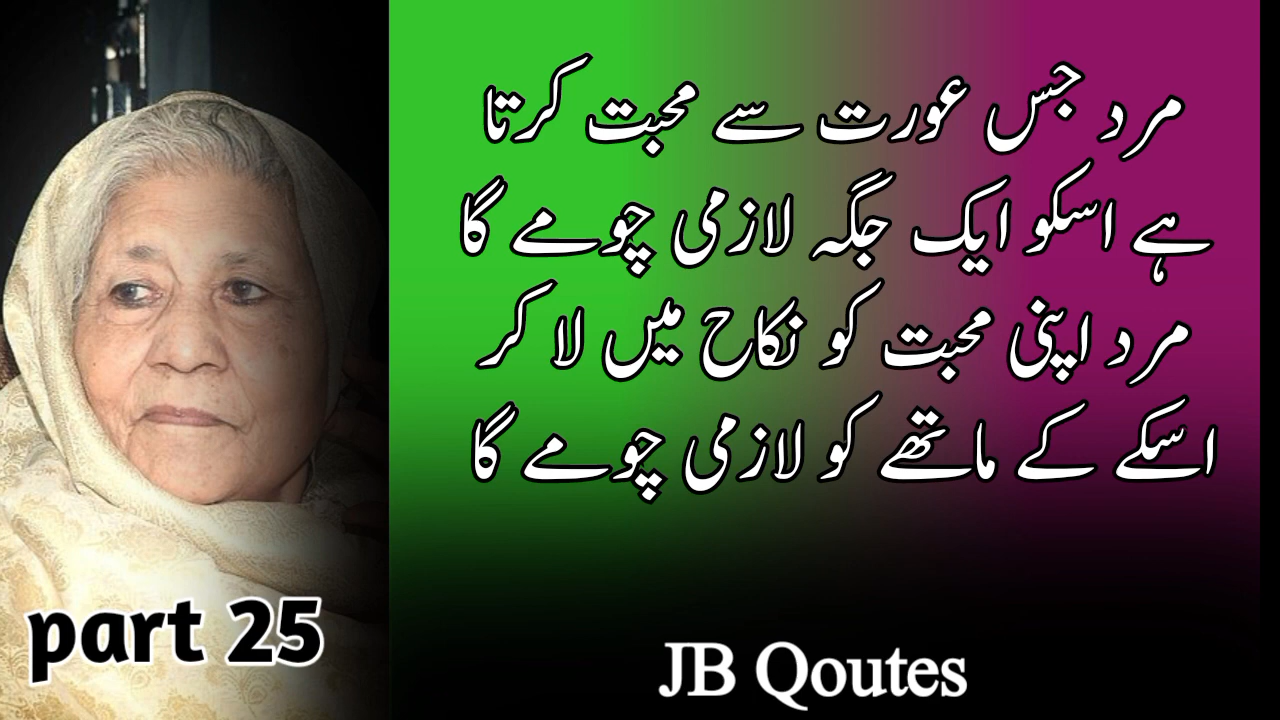 مرد جس عورت سے محبت کرتا
ہے اسکو ایک جگہ لازمی چومے گا
مرد اپنی محبت کو نکاح میں لا کر
اسکے کے ماتھے کو لازمی چومے گا
part 25
JB Qoutes